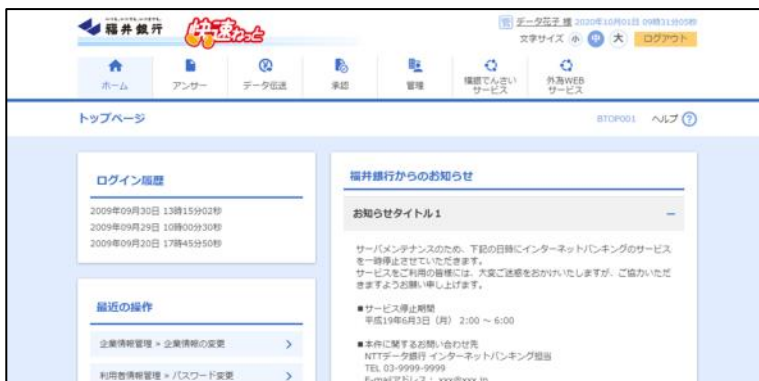 福井銀行
快速ねっと
管 データ花子 様 2020年10月01日 09時31分05秒
文字サイズ 小 中 大 ログアウト
ホーム
アンサー
データ伝送
承認
管理
福銀でんさい
サービス
外為WEB
サービス
トップページ
BTOP001 ヘルプ ?
ログイン履歴
2009年09月30日 13時15分02秒
2009年09月29日 10時00分30秒
2009年09月20日 17時45分50秒
最近の操作
企業情報管理 > 企業情報の変更
利用者情報管理 > パスワード変更
福井銀行からのお知らせ
お知らせタイトル1
サーバメンテナンスのため、下記の日時にインターネットバンキングのサービス
を一時停止させていただきます。
サービスをご利用の皆様には、大変ご迷惑をおかけいたしますが、ご協力いただ
きますようお願い申し上げます。
■サービス停止期間
平成19年6月3日(月) 2:00 ~ 6:00
■本件に関するお問い合わせ先
NTTデータ銀行 インターネットバンキング担当
TEL 03-9999-9999
E-mailアドレス: xxx@xxx.jp